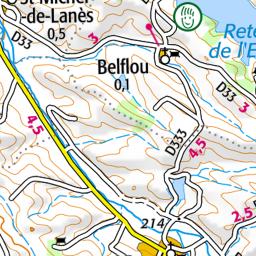 St-Michel-
de-Lanès
0,5
D33
3
Rete
de l'E
D33
3
Belflou
0,1
4,5
D333
4,5
2,5
214